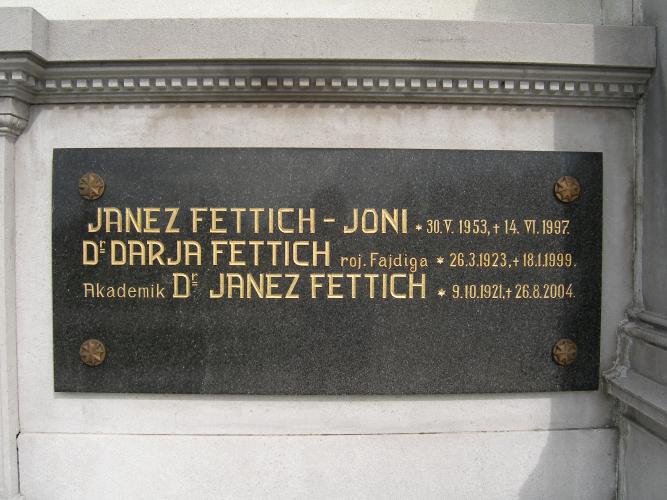 JANEZ FETTICH - JONI * 30. V. 1953, + 14. VI. 1997.
Dr DARJA FETTICH roj. Fajdiga * 26.3.1923, + 18.1.1999.
Akademik Dr JANEZ FETTICH * 9.10.1921, + 26.8.2004.